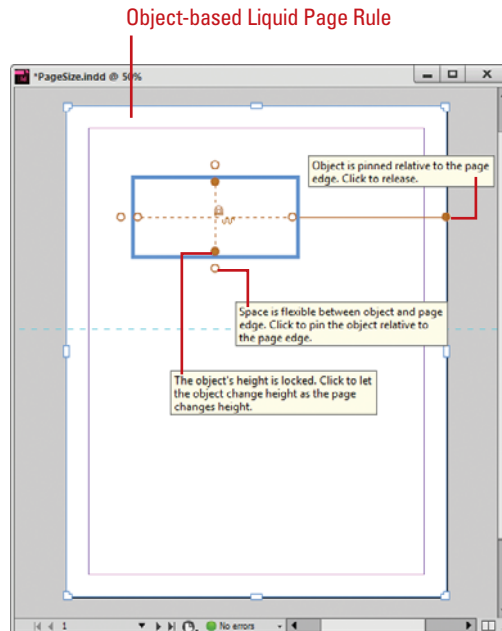 Object-based Liquid Page Rule
*PageSize.indd @ 50%
Object is pinned relative to the page
edge. Click to release.
Space is flexible between object and page
edge. Click to pin the object relative to
the page edge.
The object's height is locked. Click to let
the object change height as the page
changes height.
1
No errors